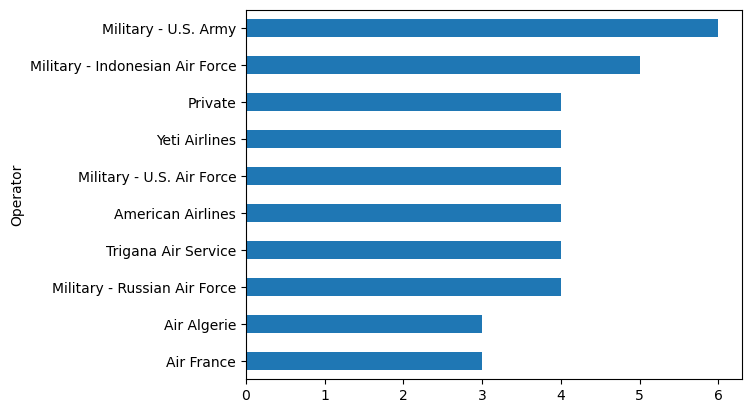 Operator
Military - U.S. Army
Military - Indonesian Air Force
Private
Yeti Airlines
Military - U.S. Air Force
American Airlines
Trigana Air Service
Military - Russian Air Force
Air Algerie
Air France
0 1 2 3 4 5 6